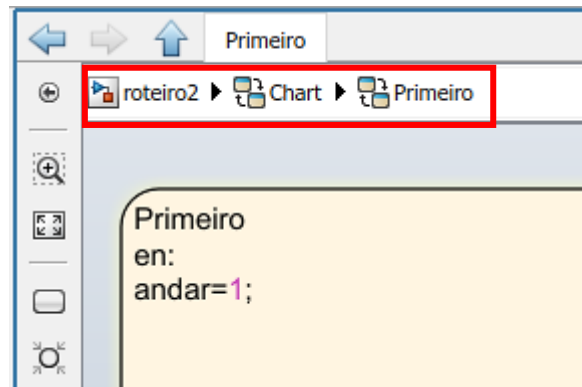 Primeiro
roteiro2 Chart Primeiro
Primeiro
en:
andar=1;